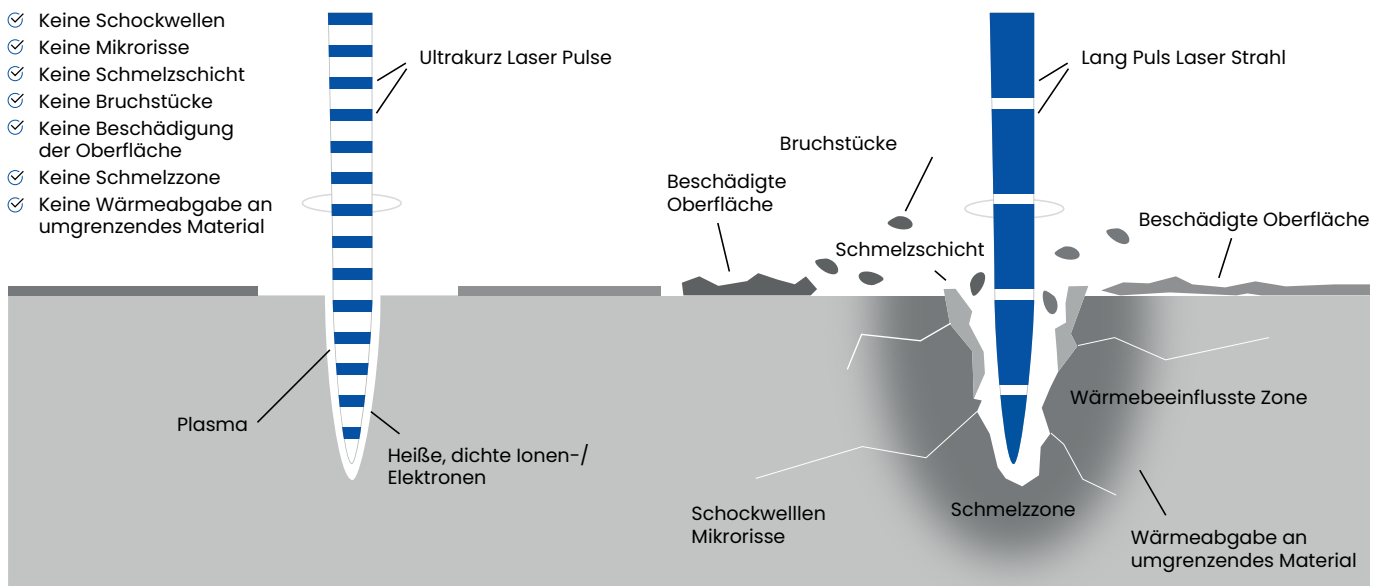 Keine Schockwellen
Keine Mikrorisse
Keine Schmelzschicht
Keine Bruchstücke
Keine Beschädigung
der Oberfläche
Keine Schmelzzone
Keine Wärmeabgabe an
umgrenzendes Material
Ultrakurz Laser Pulse
Plasma
Heiße, dichte Ionen-/
Elektronen
Lang Puls Laser Strahl
Bruchstücke
Beschädigte
Oberfläche
Schmelzschicht
Beschädigte Oberfläche
Wärmebeeinflusste Zone
Schockwelllen
Mikrorisse
Schmelzzone
Wärmeabgabe an
umgrenzendes Material